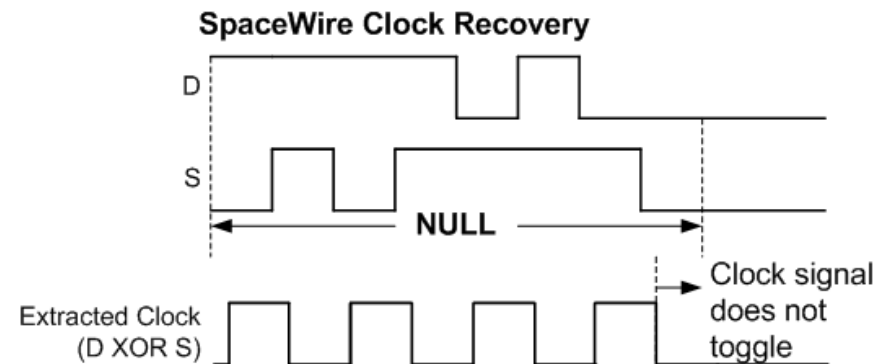 SpaceWire Clock Recovery
D
S
NULL
Extracted Clock
(D XOR S)
Clock signal
does not
toggle